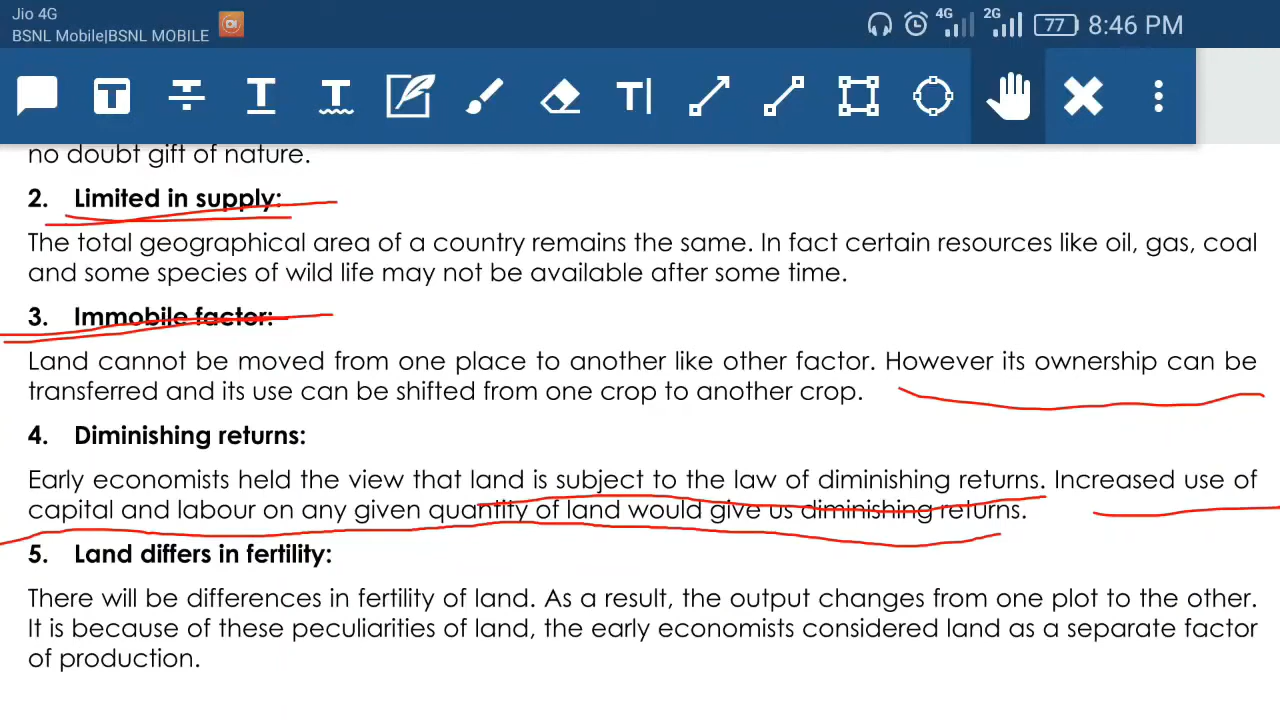 Jio 4G
BSNL Mobile|BSNL MOBILE
4G 2G 77 8:46 PM
T T T T T
no doubt gift of nature.
2. Limited in supply:
The total geographical area of a country remains the same. In fact certain resources like oil, gas, coal
and some species of wild life may not be available after some time.
3. Immobile factor:
Land cannot be moved from one place to another like other factor. However its ownership can be
transferred and its use can be shifted from one crop to another crop.
4. Diminishing returns:
Early economists held the view that land is subject to the law of diminishing returns. Increased use of
capital and labour on any given quantity of land would give us diminishing returns.
5. Land differs in fertility:
There will be differences in fertility of land. As a result, the output changes from one plot to the other.
It is because of these peculiarities of land, the early economists considered land as a separate factor
of production.